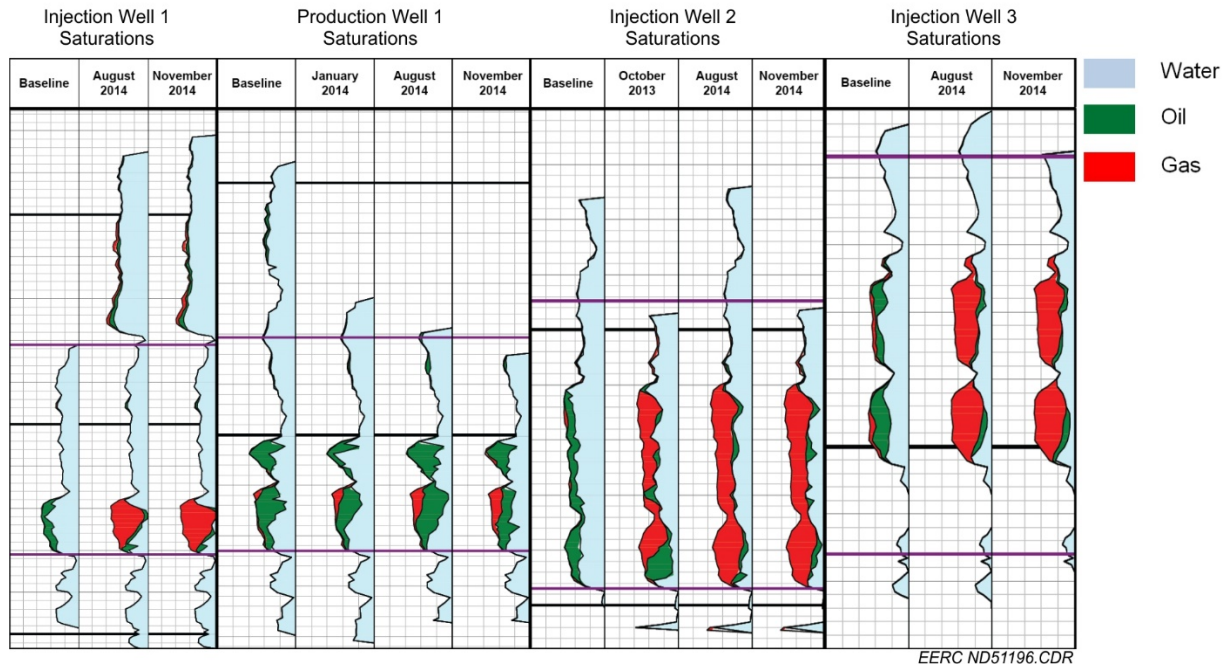 Injection Well 1
Saturations
Production Well 1
Saturations
Injection Well 2
Saturations
Injection Well 3
Saturations
Baseline
August
2014
November
2014
Baseline
January
2014
August
2014
November
2014
Baseline
October
2013
August
2014
November
2014
Baseline
August
2014
November
2014
Water
Oil
Gas
EERC ND51196.CDR